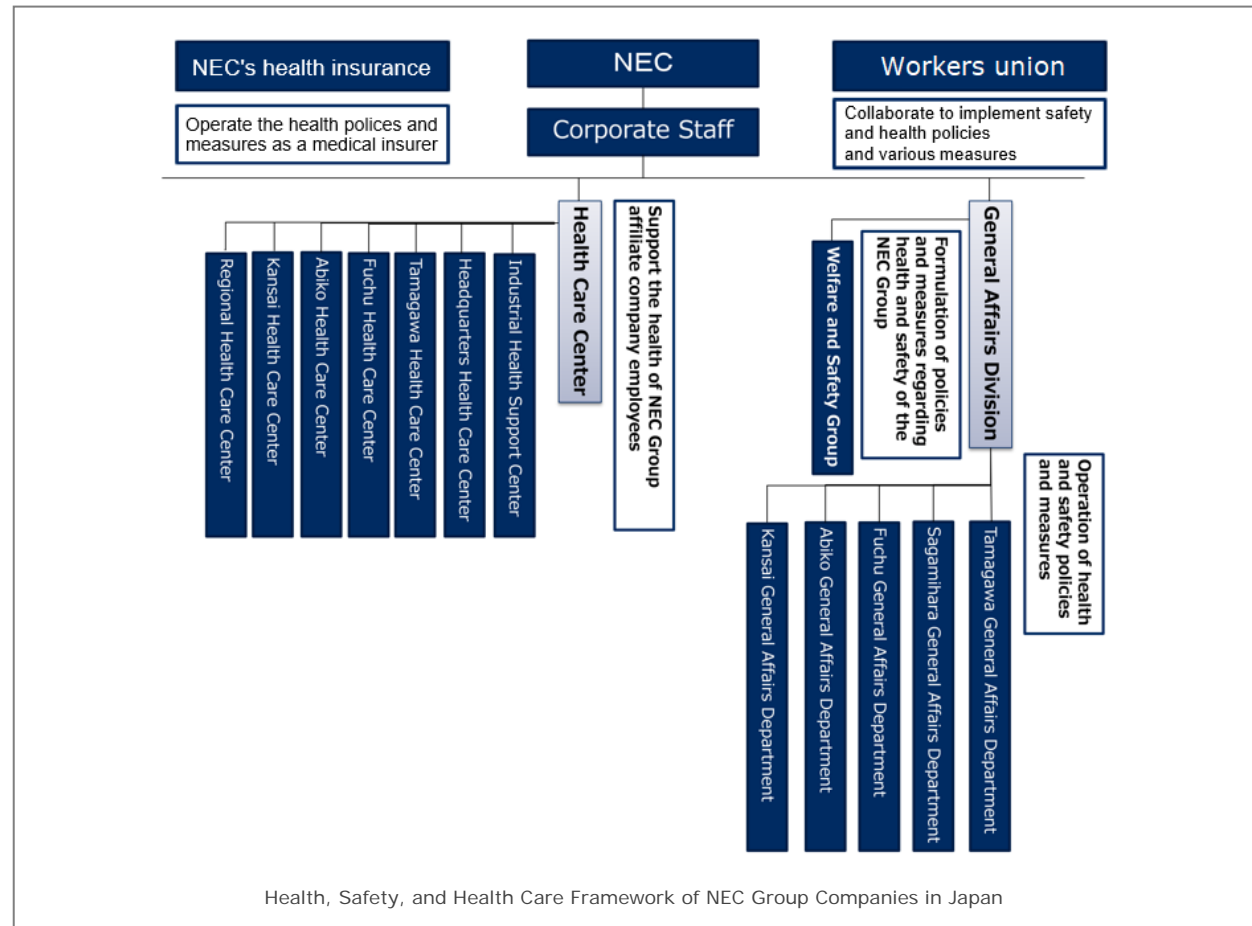 NEC's health insurance
NEC
Workers union
Operate the health polices and
measures as a medical insurer
Corporate Staff
Collaborate to implement safety
and health policies
and various measures
Regional Health Care Center
Kansai Health Care Center
Abiko Health Care Center
Fuchu Health Care Center
Tamagawa Health Care Center
Headquarters Health Care Center
Industrial Health Support Center
Health Care Center
Support the health of NEC Group
affiliate company employees
Welfare and Safety Group
Formulation of policies
and measures regarding
health and safety of the
NEC Group
General Affairs Division
Operation of health
and safety policies
and measures
Kansai General Affairs Department
Abiko General Affairs Department
Fuchu General Affairs Department
Sagamihara General Affairs Department
Tamagawa General Affairs Department
Health, Safety, and Health Care Framework of NEC Group Companies in Japan